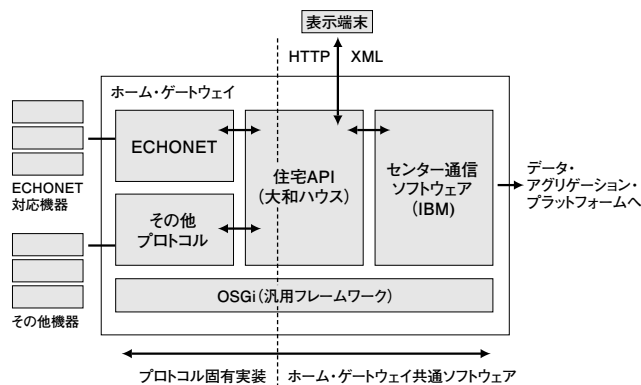 表示端末
HTTP XML
ホーム・ゲートウェイ
ECHONET
ECHONET
対応機器
住宅API
(大和ハウス)
センター通信
ソフトウェア
(IBM)
データ・
アグリゲーション・
プラットフォームへ
その他
プロトコル
その他機器
OSGi(汎用フレームワーク)
プロトコル固有実装
ホーム・ゲートウェイ共通ソフトウェア